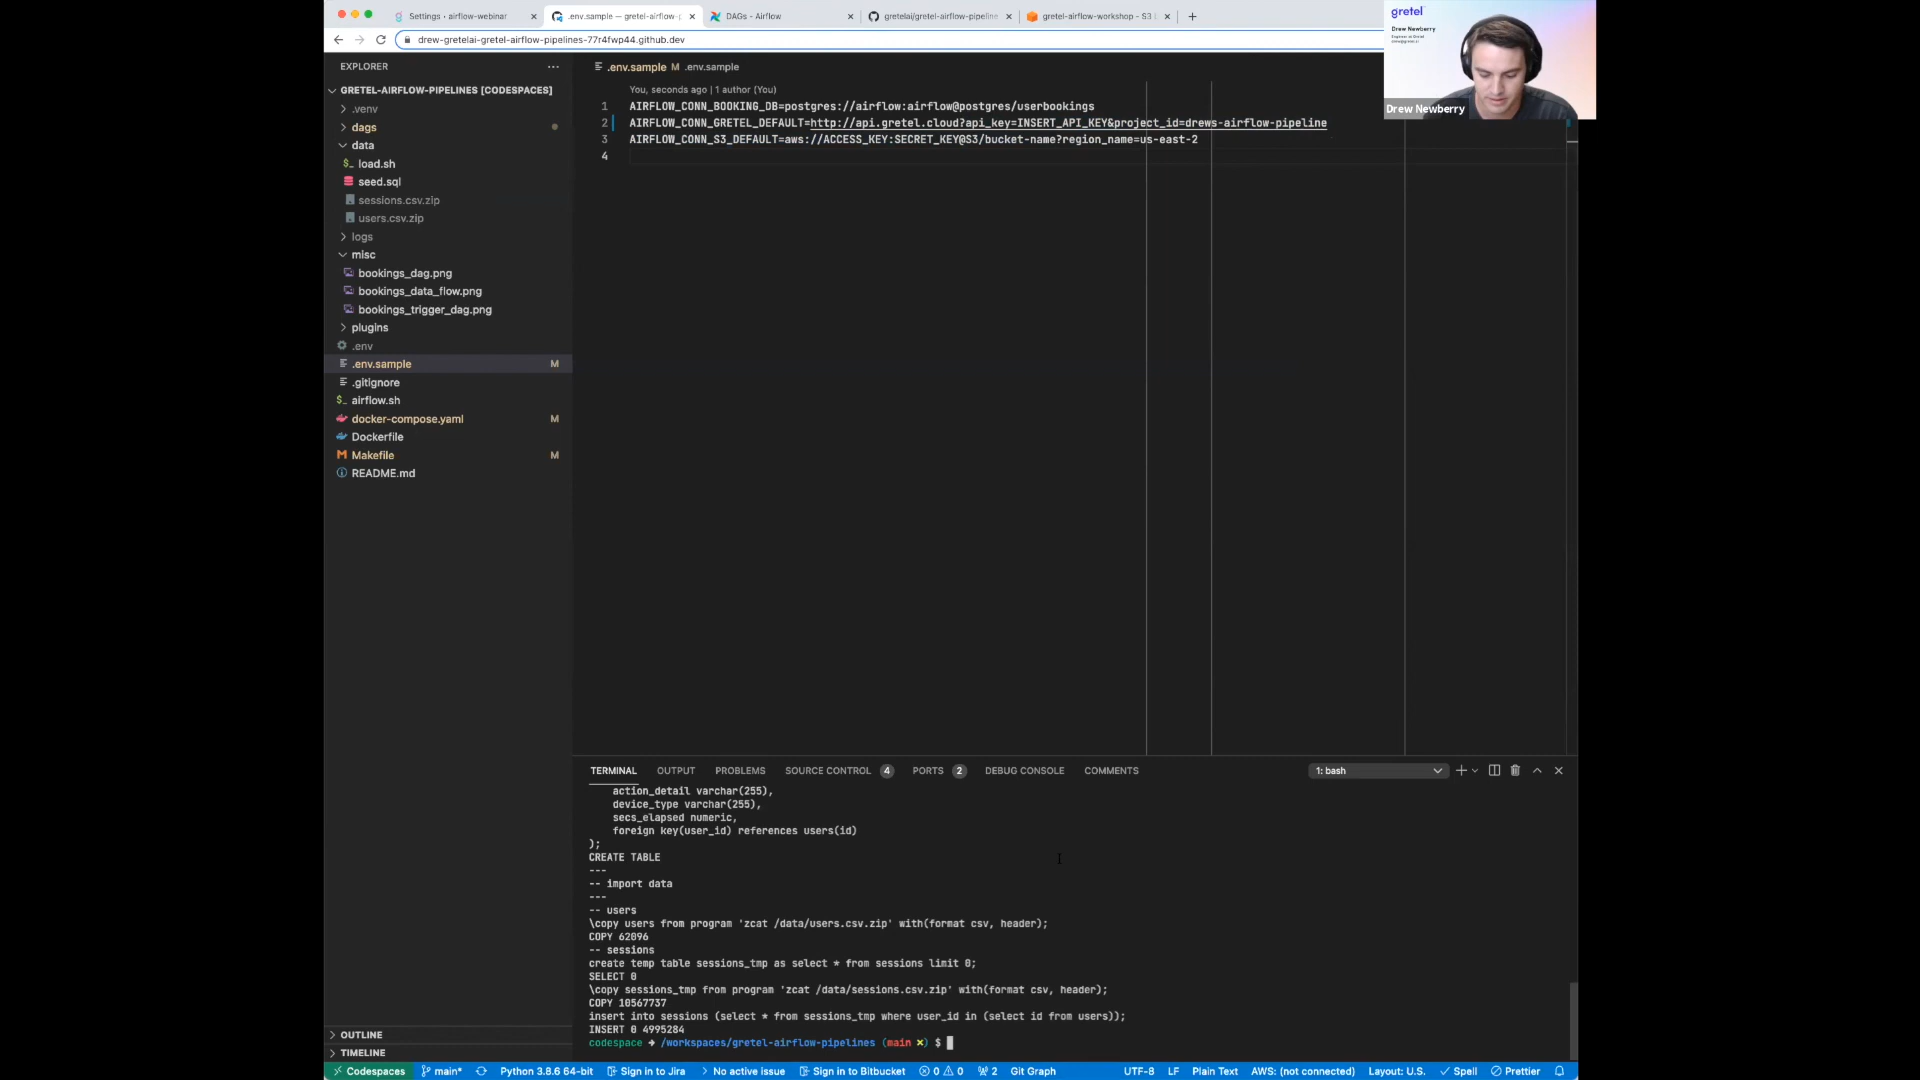 Settings · airflow-webinar
.env.sample — gretel-airflow-p
DAGs - Airflow
gretelai/gretel-airflow-pipeline
gretel-airflow-workshop - S3
drew-gretelai-gretel-airflow-pipelines-77r4fwp44.github.dev
gretel
Drew Newberry
Engineer at Gretel
Drew Newberry
EXPLORER
GRETEL-AIRFLOW-PIPELINES [CODESPACES]
.venv
dags
data
load.sh
seed.sql
sessions.csv.zip
users.csv.zip
logs
misc
bookings_dag.png
bookings_data_flow.png
bookings_trigger_dag.png
plugins
.env
.env.sample M
.gitignore
airflow.sh
docker-compose.yaml M
Dockerfile
Makefile M
README.md
OUTLINE
TIMELINE
.env.sample M .env.sample
You, seconds ago | 1 author (You)
1 AIRFLOW_CONN_BOOKING_DB=postgres://airflow:airflow@postgres/userbookings
2 AIRFLOW_CONN_GRETEL_DEFAULT=http://api.gretel.cloud?api_key=INSERT_API_KEY&project_id=drews-airflow-pipeline
3 AIRFLOW_CONN_S3_DEFAULT=aws://ACCESS_KEY:SECRET_KEY@S3/bucket-name?region_name=us-east-2
4
TERMINAL OUTPUT PROBLEMS SOURCE CONTROL 4 PORTS 2 DEBUG CONSOLE COMMENTS 1: bash
action_detail varchar(255),
device_type varchar(255),
secs_elapsed numeric,
foreign key(user_id) references users(id)
);
CREATE TABLE
---
-- import data
---
-- users
\copy users from program 'zcat /data/users.csv.zip' with(format csv, header);
COPY 62096
-- sessions
create temp table sessions_tmp as select * from sessions limit 0;
SELECT 0
\copy sessions_tmp from program 'zcat /data/sessions.csv.zip' with(format csv, header);
COPY 10567737
insert into sessions (select * from sessions_tmp where user_id in (select id from users));
INSERT 0 4995284
codespace ➜ /workspaces/gretel-airflow-pipelines (main ✗) $
Codespaces main* Python 3.8.6 64-bit Sign in to Jira No active issue Sign in to Bitbucket 0 0 2 Git Graph UTF-8 LF Plain Text AWS: (not connected) Layout: U.S. Spell Prettier